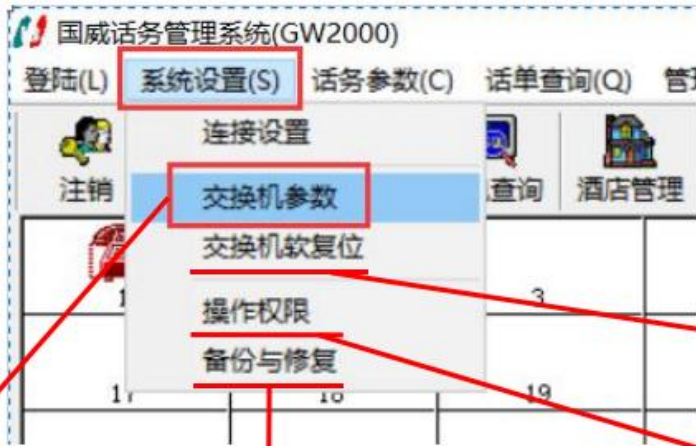 国威话务管理系统(GW2000)
登陆(L) 系统设置(S) 话务参数(C) 话单查询(Q)
连接设置
注销 查询 酒店管理
交换机参数
交换机软复位
3
操作权限
备份与修复
17 18 19